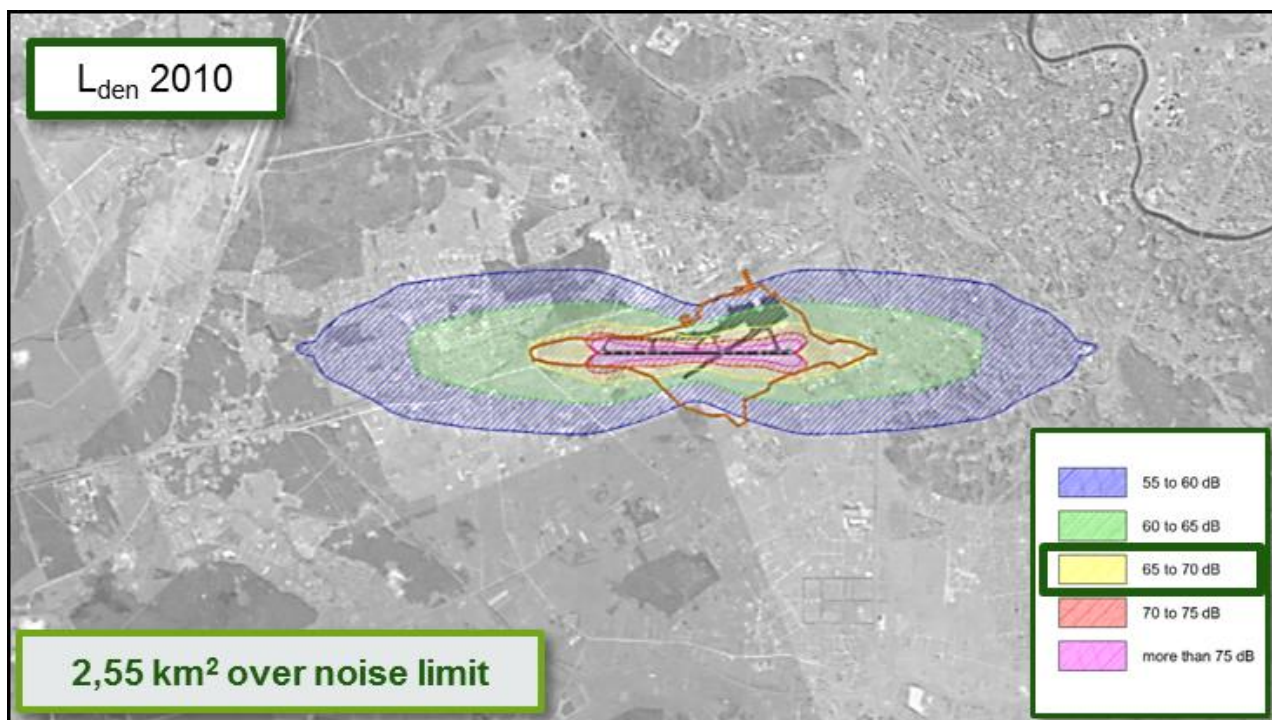 L_den 2010
55 to 60 dB
60 to 65 dB
65 to 70 dB
70 to 75 dB
more than 75 dB
2,55 km² over noise limit